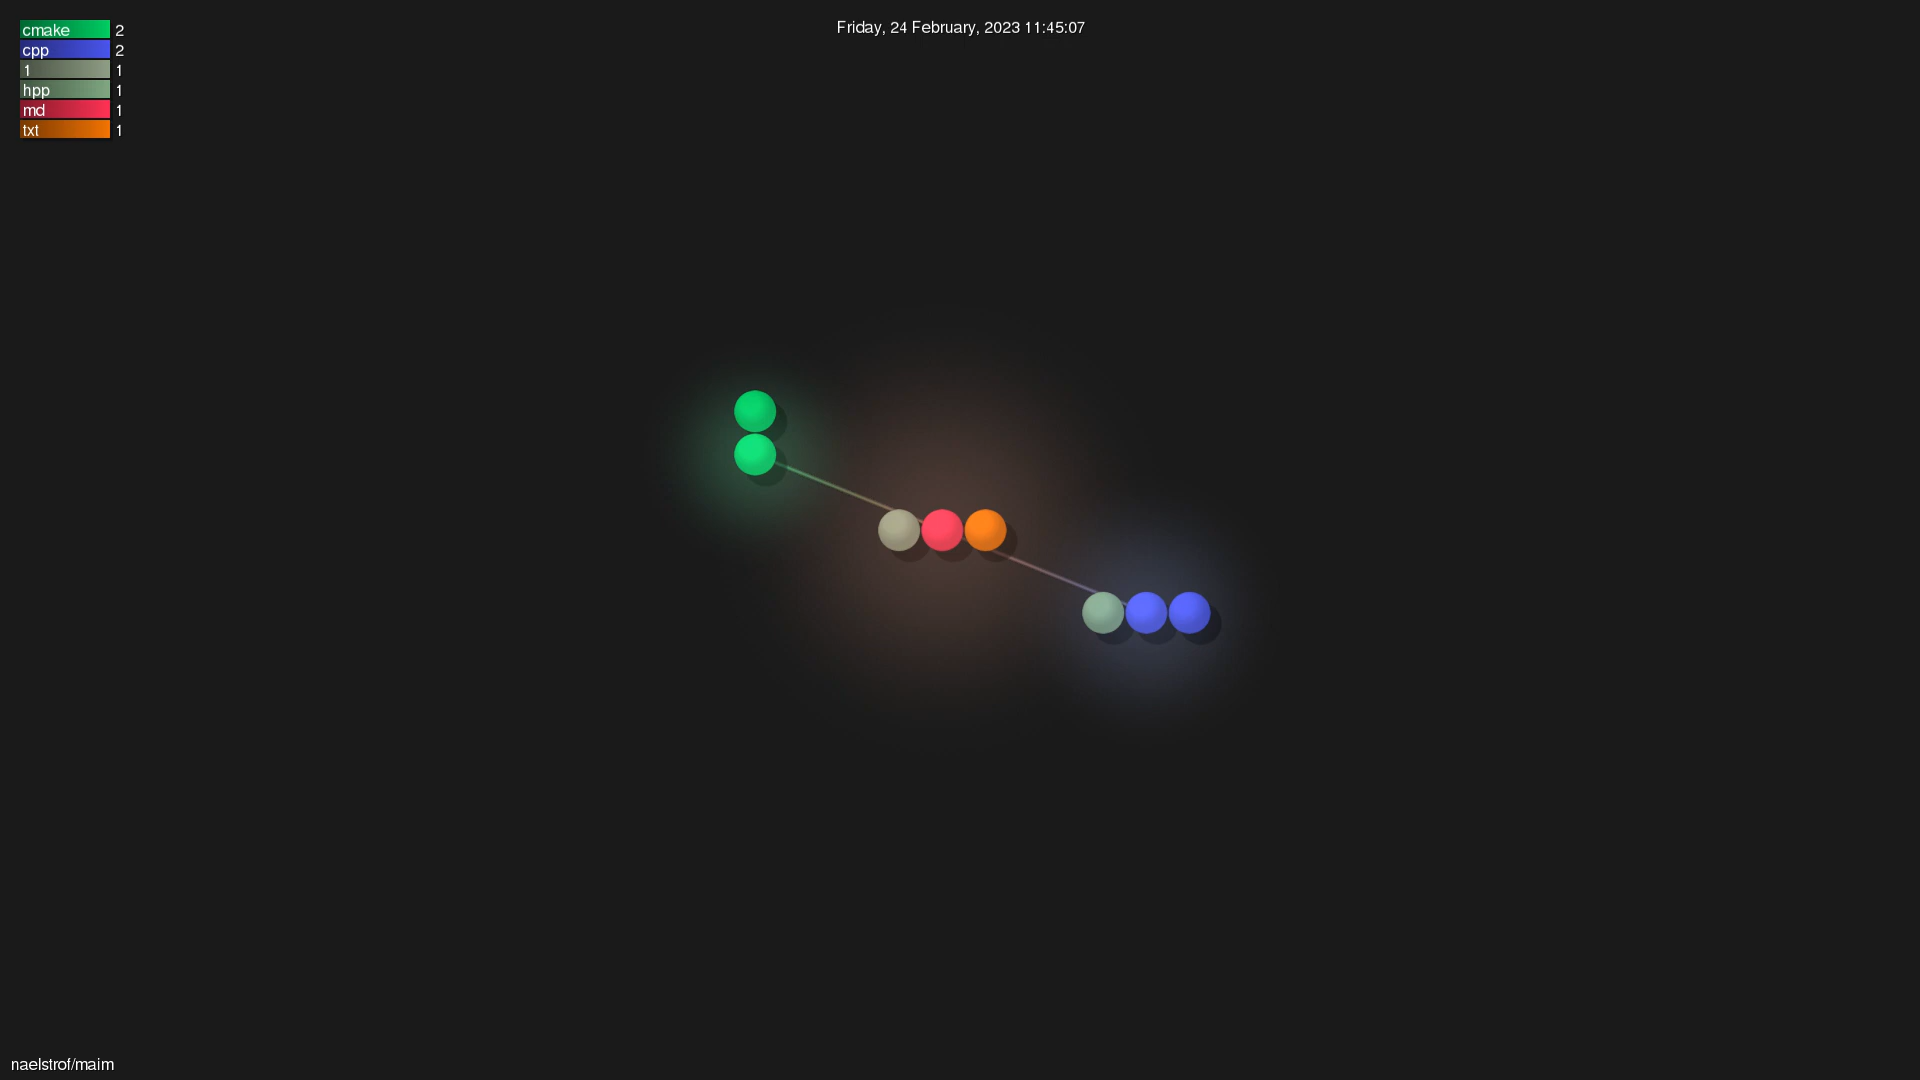 Friday, 24 February, 2023 11:45:07
cmake 2
cpp 2
1 1
hpp 1
md 1
txt 1
naelstrof/maim